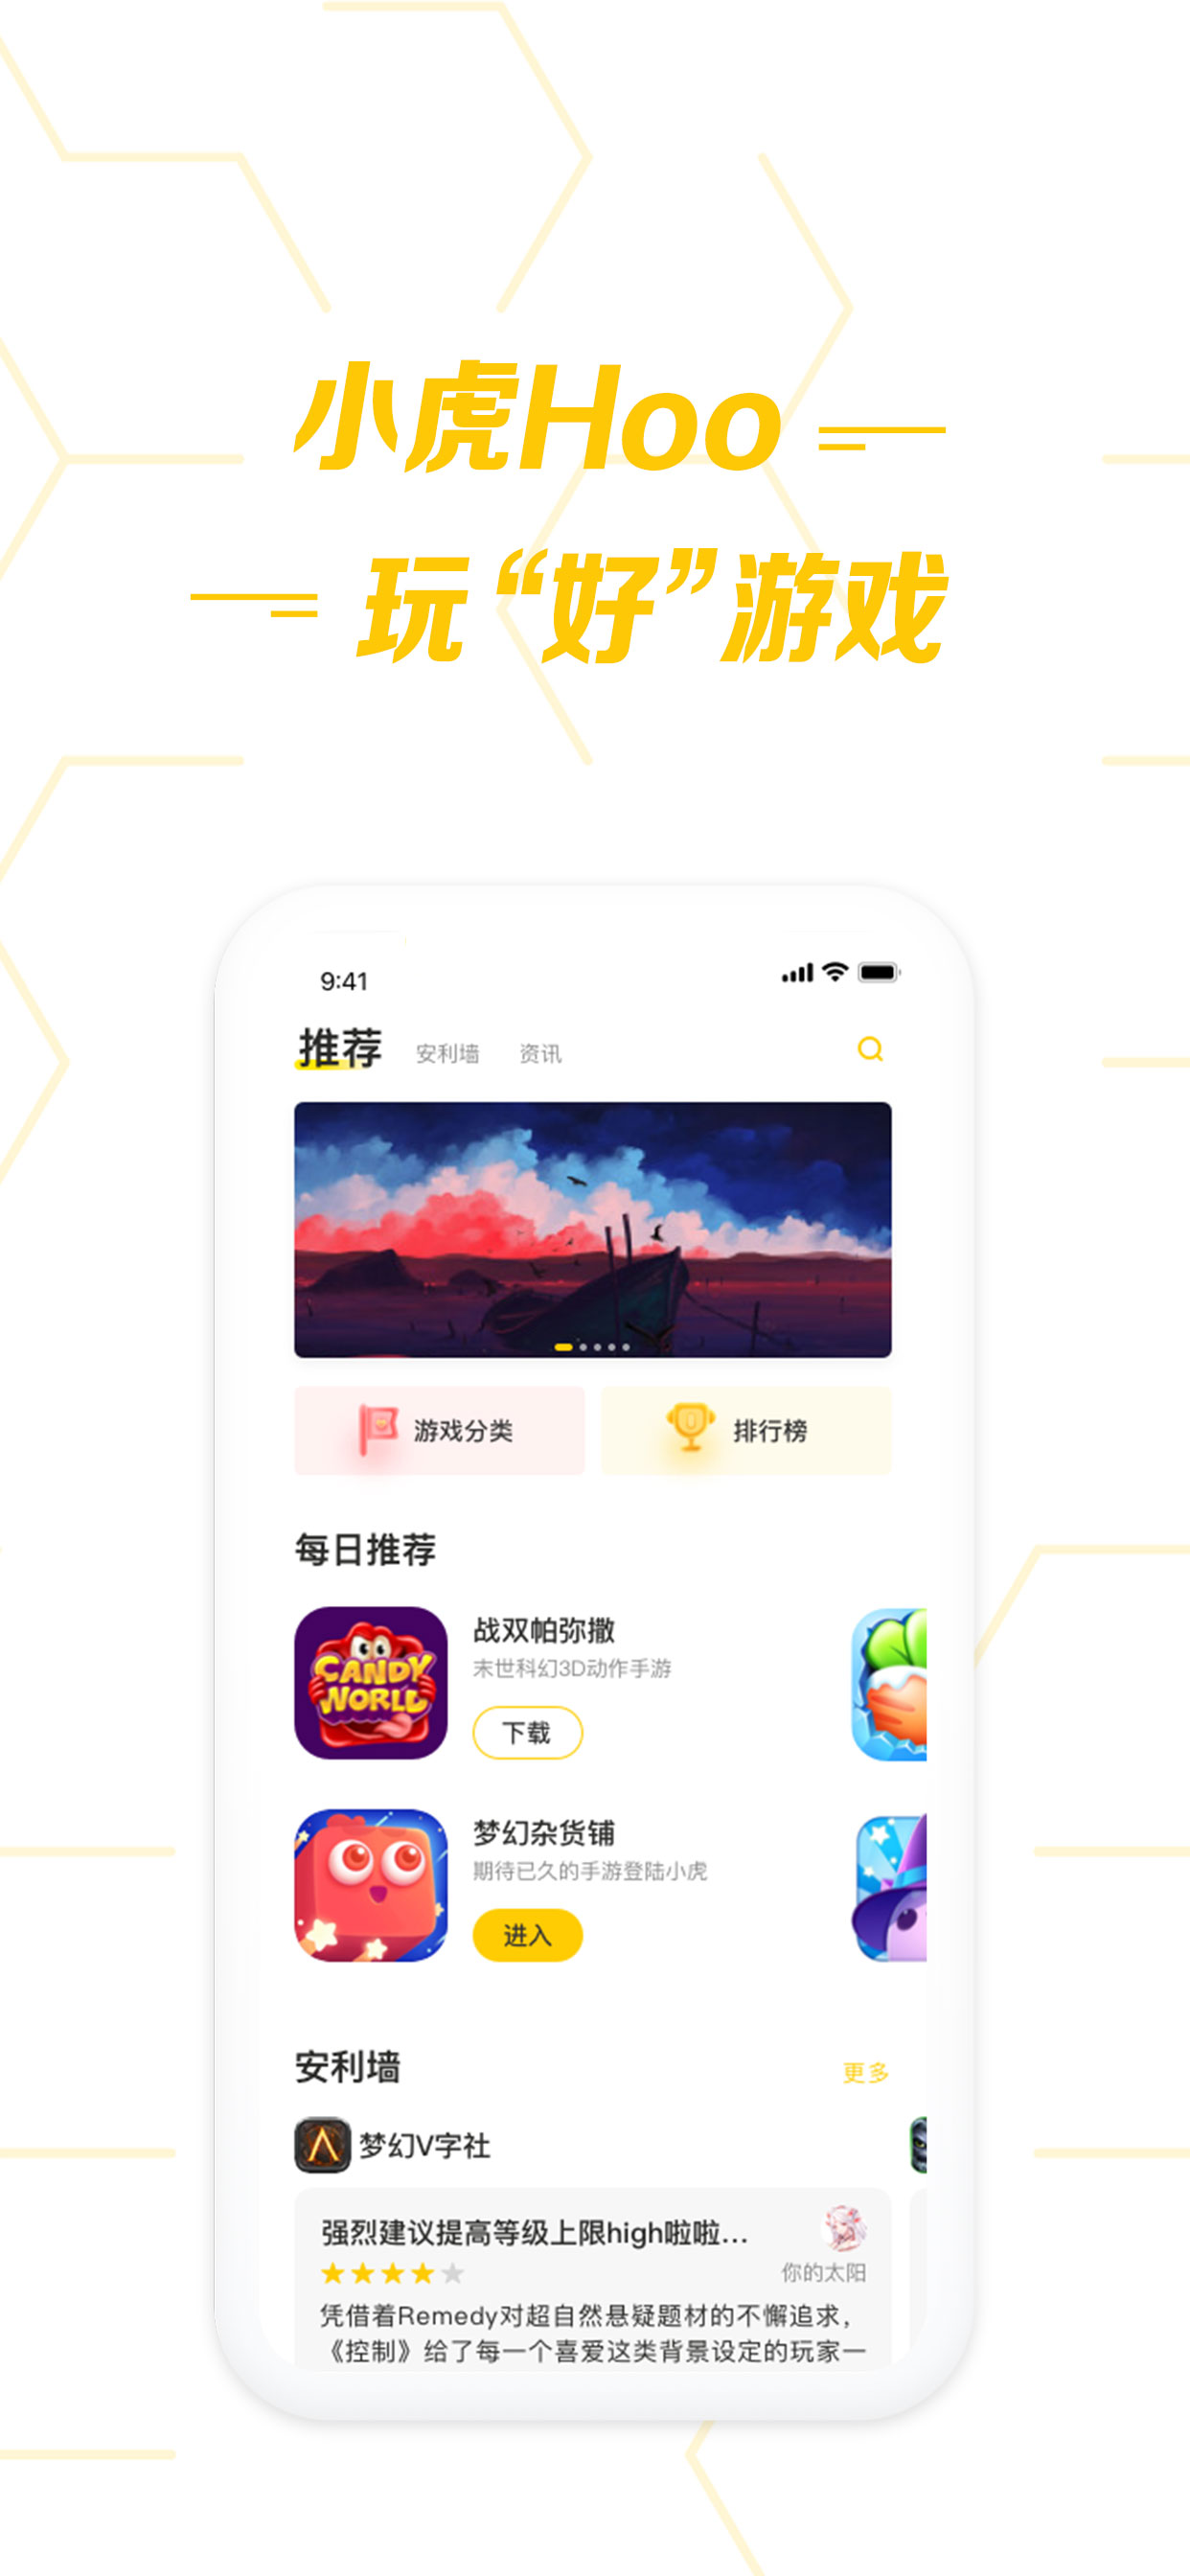 小虎Hoo
玩“好”游戏
9:41
推荐 安利墙 资讯
游戏分类 排行榜
每日推荐
CANDY
WORLD
战双帕弥撒
末世科幻3D动作手游
下载
梦幻杂货铺
期待已久的手游登陆小虎
进入
安利墙 更多
梦幻V字社
强烈建议提高等级上限high啦啦...
你的太阳
凭借着Remedy对超自然悬疑题材的不懈追求，
《控制》给了每一个喜爱这类背景设定的玩家一